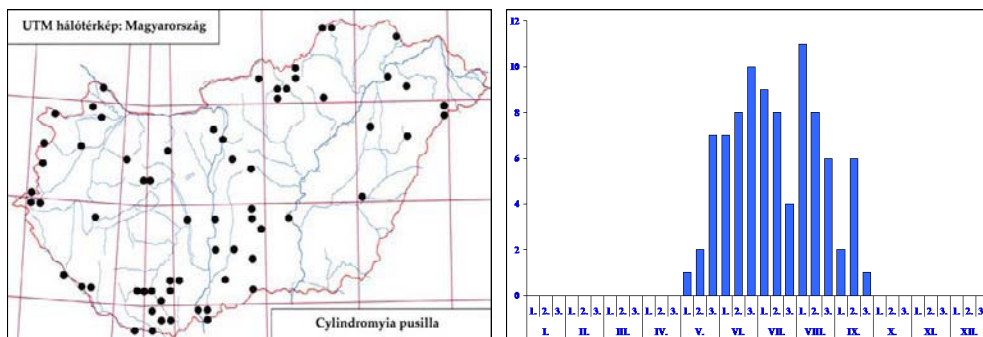 UTM hálótérkép: Magyarország
Cylindromyia pusilla
12
10
8
6
4
2
0
1. 2. 3. 1. 2. 3. 1. 2. 3. 1. 2. 3. 1. 2. 3. 1. 2. 3. 1. 2. 3. 1. 2. 3. 1. 2. 3. 1. 2. 3. 1. 2. 3. 1. 2. 3.
I. II. III. IV. V. VI. VII. VIII. IX. X. XI. XII.